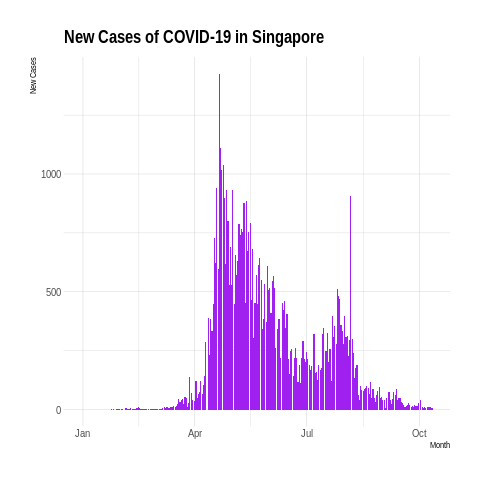 New Cases of COVID-19 in Singapore
New Cases
1000
500
0
Jan Apr Jul Oct
Month